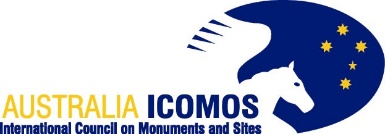 AUSTRALIA ICOMOS
International Council on Monuments and Sites